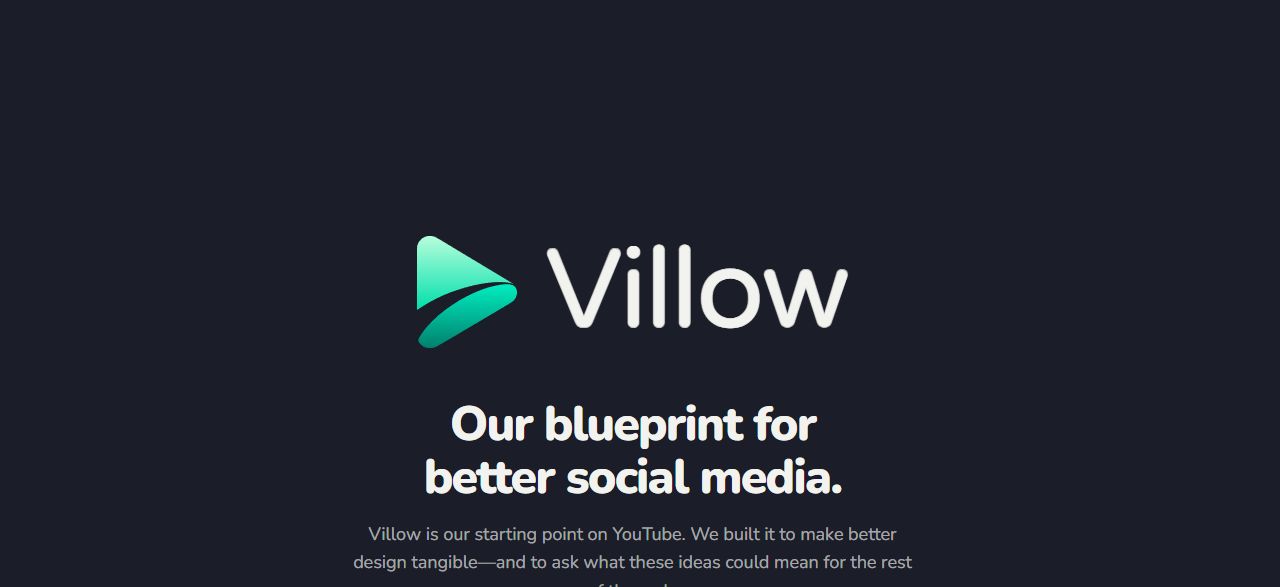 Villow
Our blueprint for
better social media.
Villow is our starting point on YouTube. We built it to make better
design tangible—and to ask what these ideas could mean for the rest